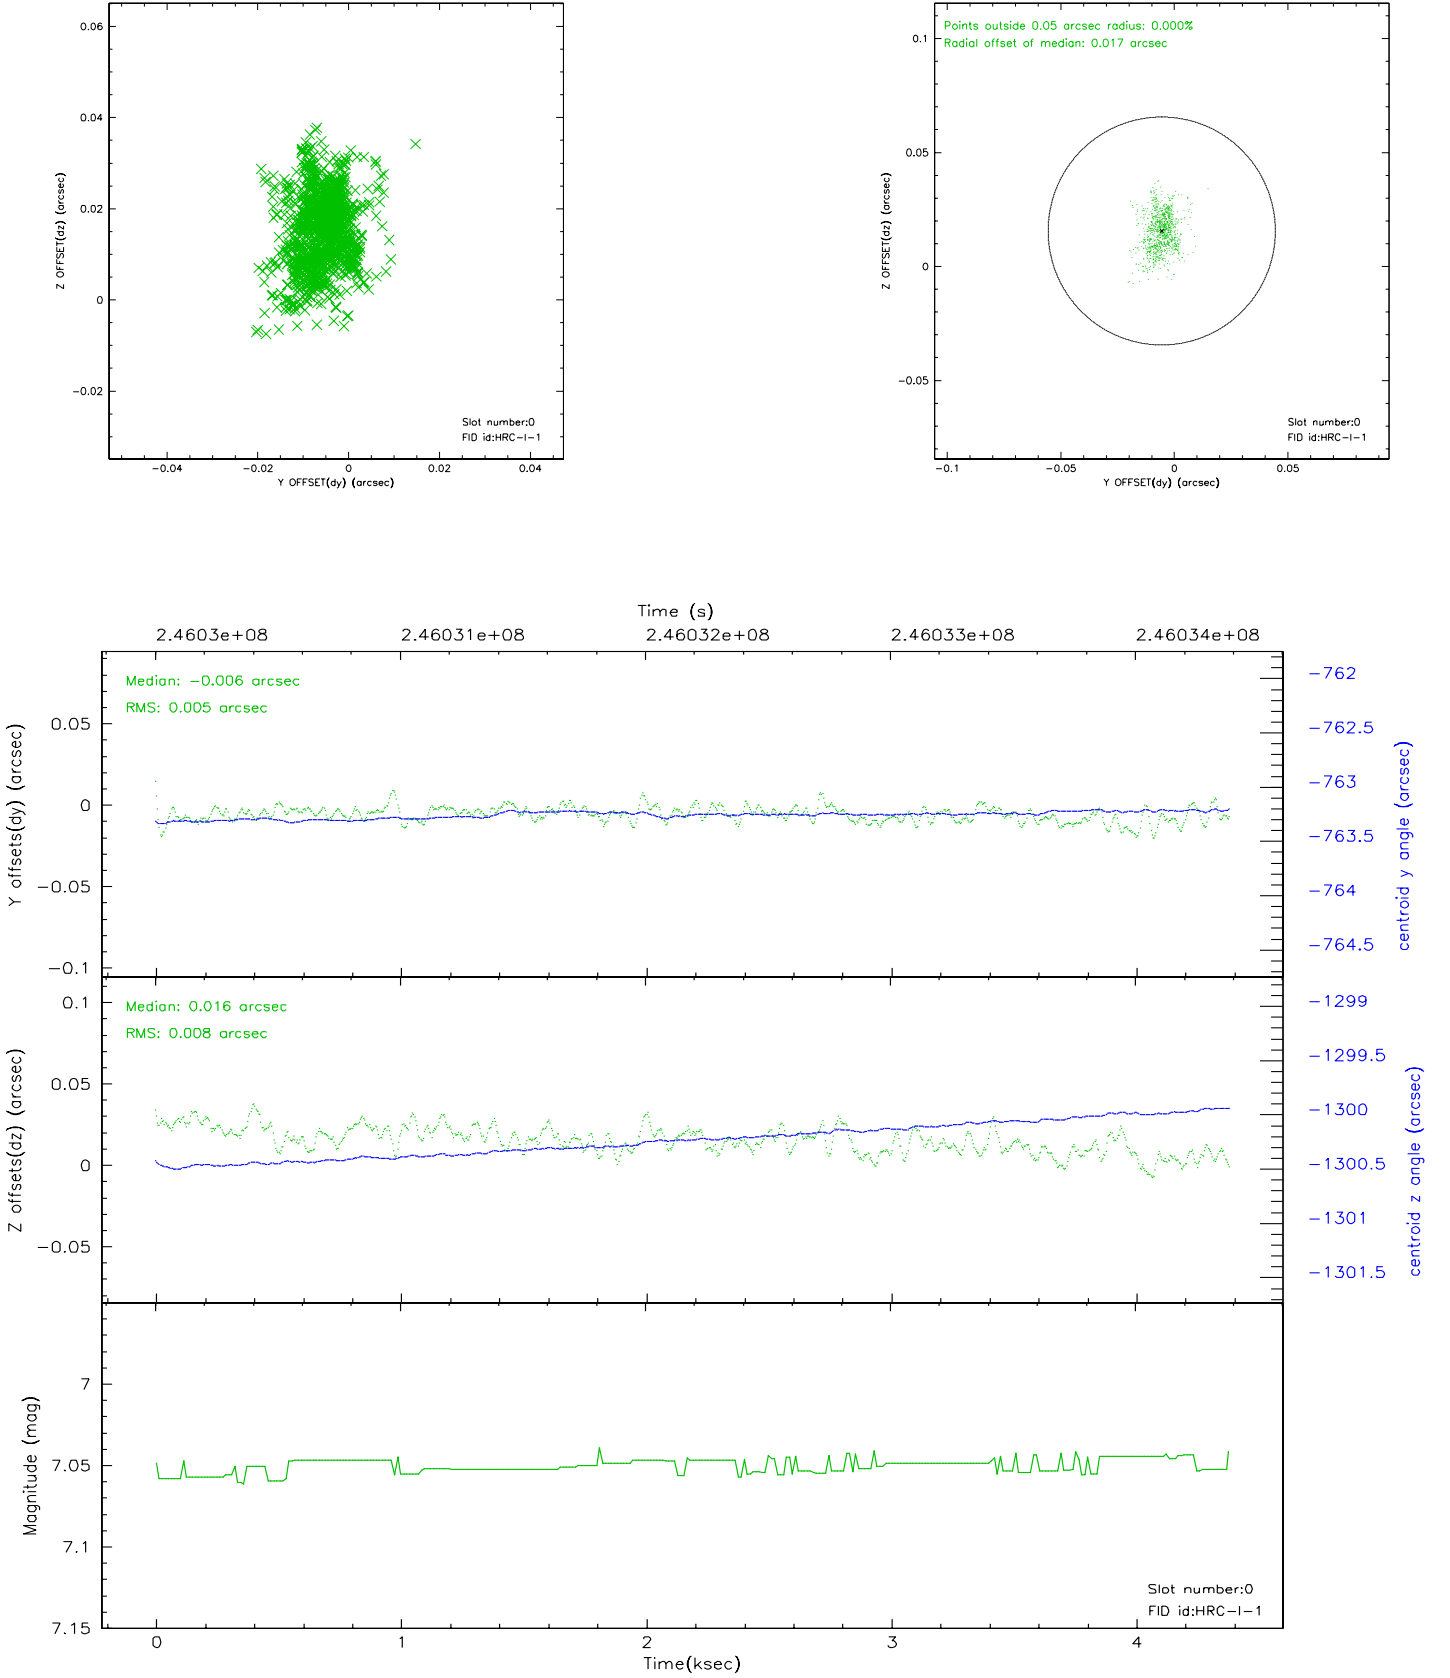 0.06
0.04
0.02
0
−0.02
Z OFFSET(dz) (arcsec)
Slot number:0
FID id:HRC−I−1
−0.04
−0.02
0
0.02
0.04
Y OFFSET(dy) (arcsec)
Points outside 0.05 arcsec radius: 0.000%
Radial offset of median: 0.017 arcsec
0.1
0.05
0
−0.05
Z OFFSET(dz) (arcsec)
Slot number:0
FID id:HRC−I−1
−0.1
−0.05
0
0.05
Y OFFSET(dy) (arcsec)
Time (s)
2.4603e+08
2.46031e+08
2.46032e+08
2.46033e+08
2.46034e+08
Median: −0.006 arcsec
RMS: 0.005 arcsec
0.05
0
−0.05
−0.1
Y offsets(dy) (arcsec)
−762
−762.5
−763
−763.5
−764
−764.5
centroid y angle (arcsec)
Median: 0.016 arcsec
RMS: 0.008 arcsec
0.1
0.05
0
−0.05
Z offsets(dz) (arcsec)
−1299
−1299.5
−1300
−1300.5
−1301
−1301.5
centroid z angle (arcsec)
7
7.05
7.1
7.15
Magnitude (mag)
Slot number:0
FID id:HRC−I−1
0
1
2
3
4
Time(ksec)